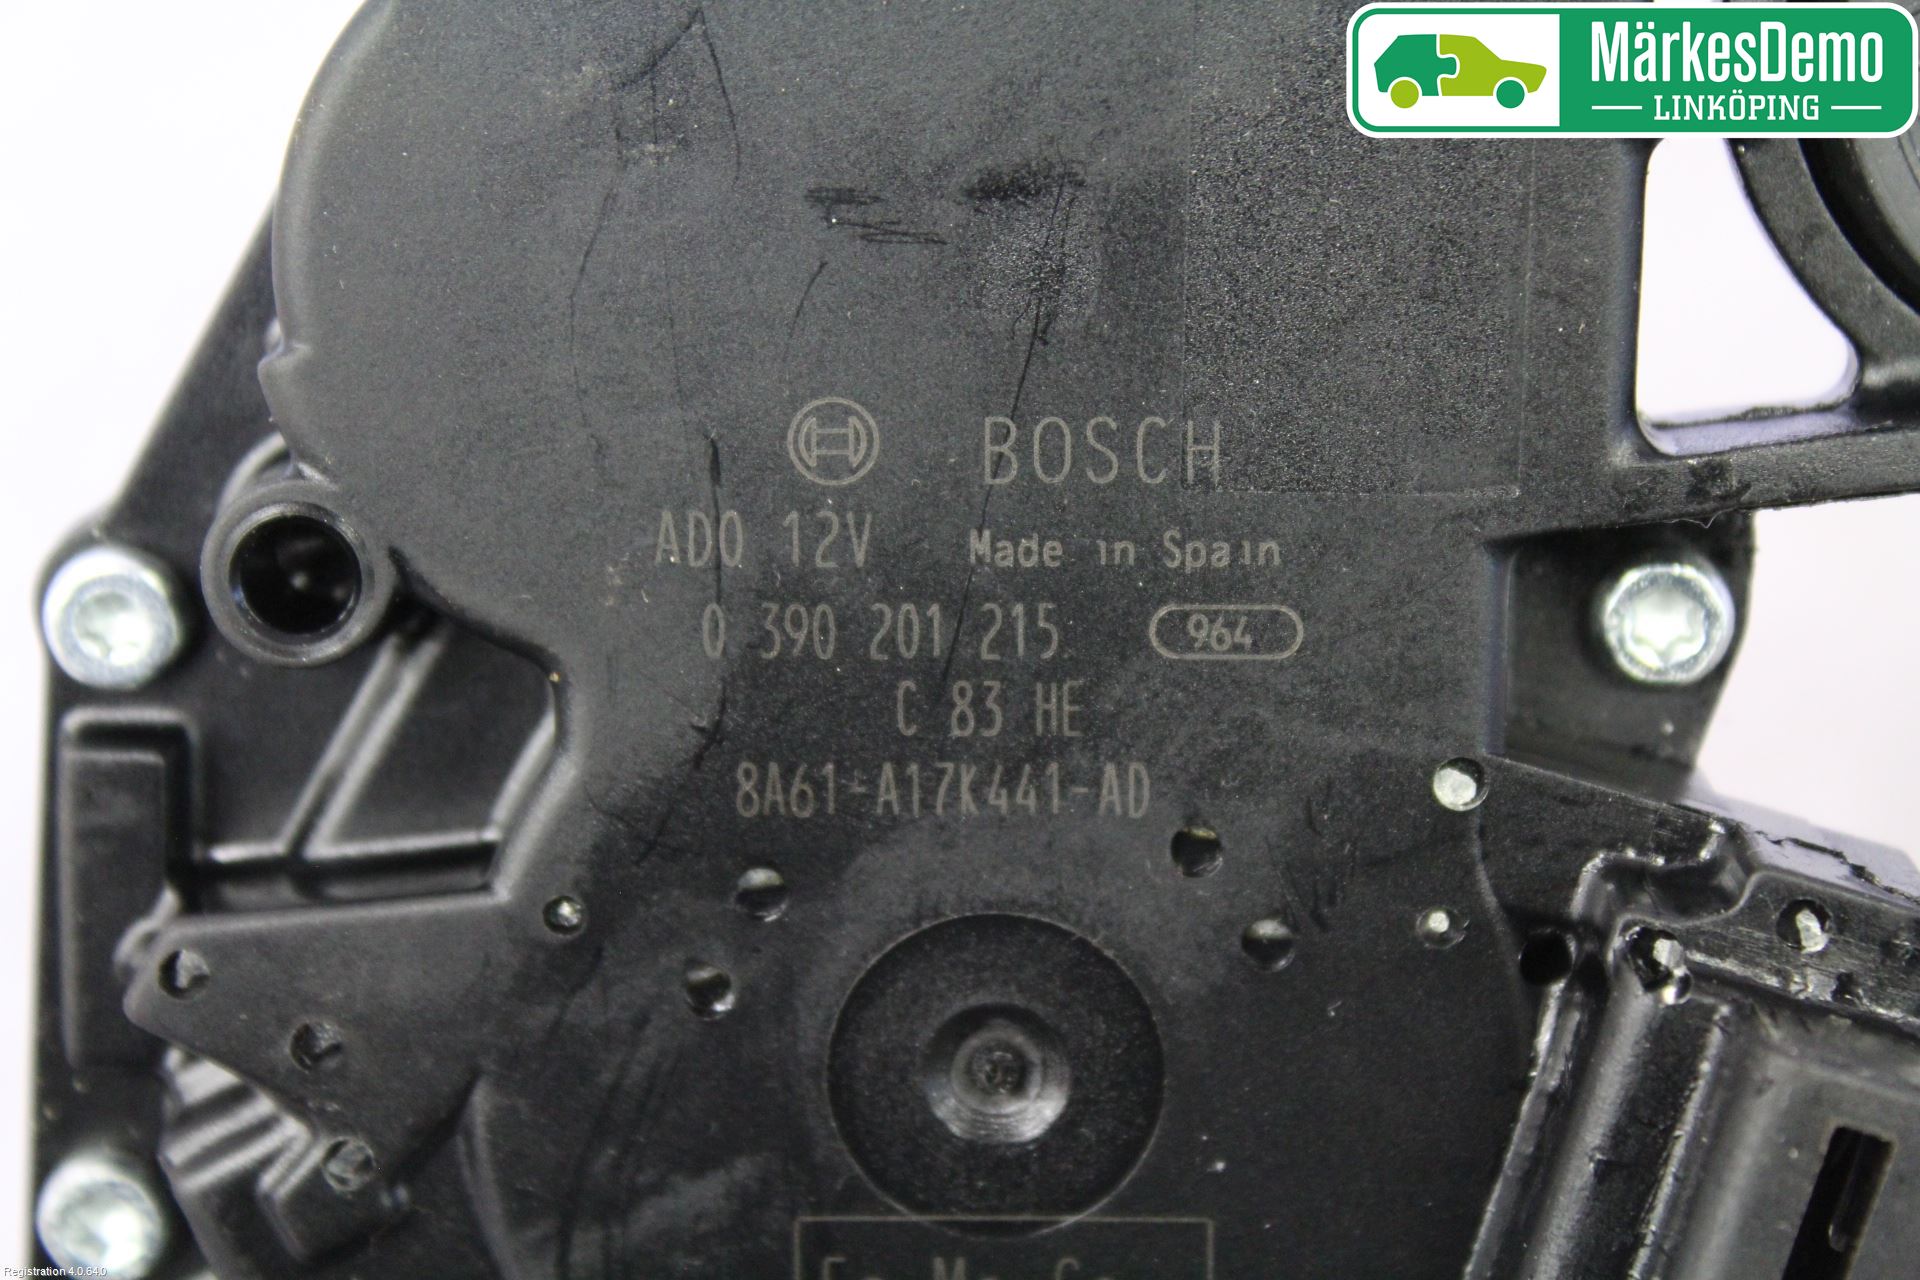 MärkesDemo
LINKÖPING
BOSCH
ADO 12V Made in Spain
0 390 201 215 964
C 83 HE
8A61-A17K441-AD
Registration 4.0.64.0